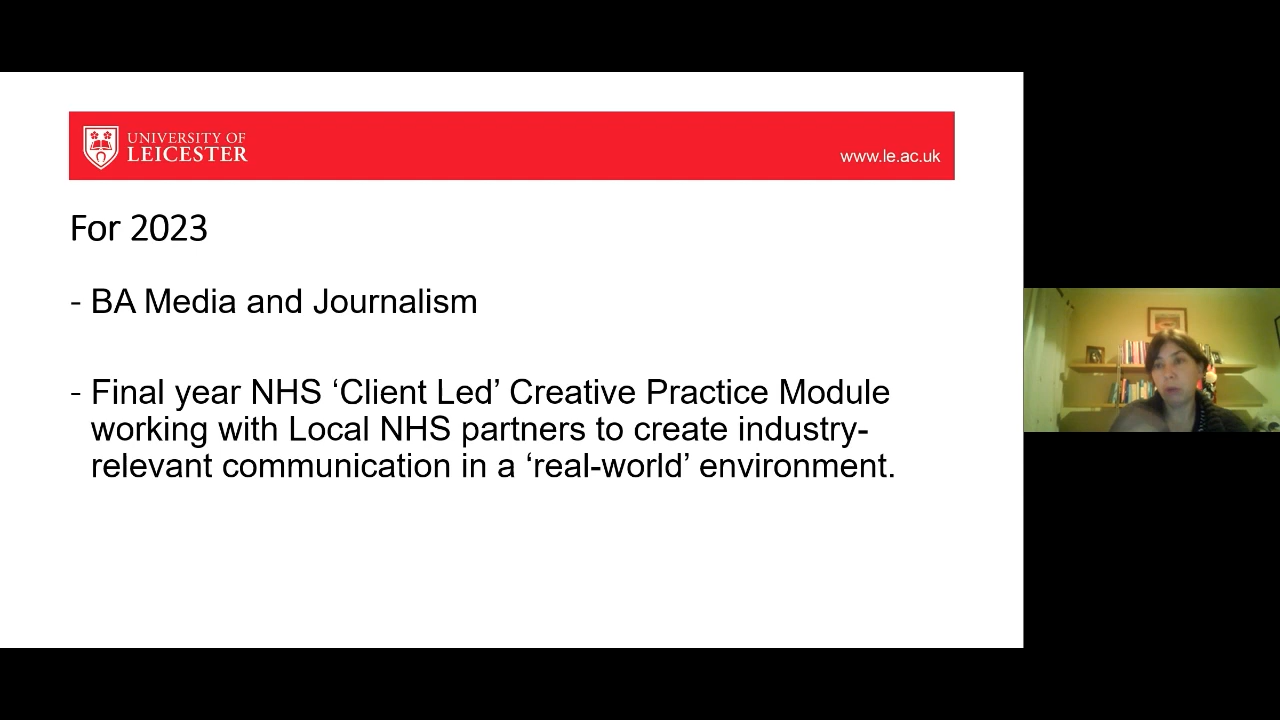 UNIVERSITY OF
LEICESTER
www.le.ac.uk
For 2023
- BA Media and Journalism
- Final year NHS ‘Client Led’ Creative Practice Module
working with Local NHS partners to create industry-
relevant communication in a ‘real-world’ environment.